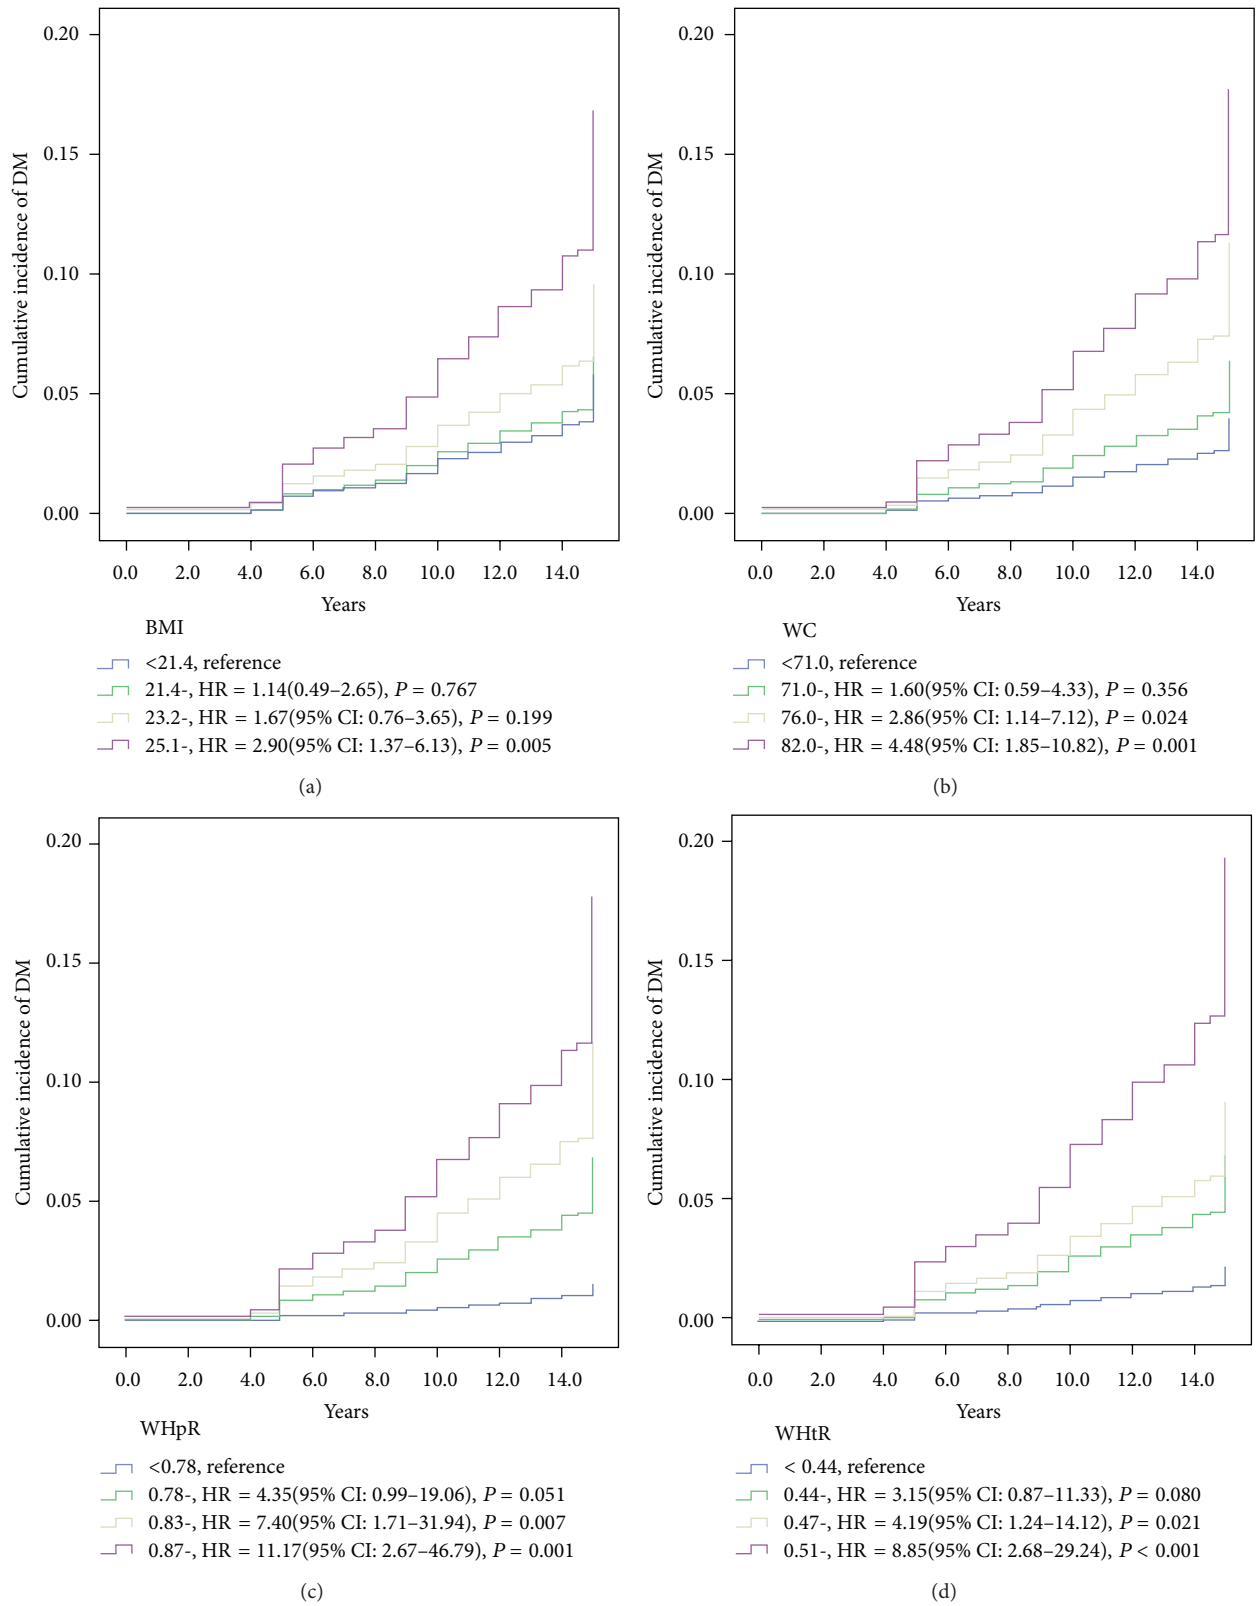 0.20
0.15
0.10
0.05
0.00
Cumulative incidence of DM
0.0 2.0 4.0 6.0 8.0 10.0 12.0 14.0
Years
BMI
<21.4, reference
21.4-, HR = 1.14(0.49–2.65), P = 0.767
23.2-, HR = 1.67(95% CI: 0.76–3.65), P = 0.199
25.1-, HR = 2.90(95% CI: 1.37–6.13), P = 0.005
(a)
0.20
0.15
0.10
0.05
0.00
Cumulative incidence of DM
0.0 2.0 4.0 6.0 8.0 10.0 12.0 14.0
Years
WC
<71.0, reference
71.0-, HR = 1.60(95% CI: 0.59–4.33), P = 0.356
76.0-, HR = 2.86(95% CI: 1.14–7.12), P = 0.024
82.0-, HR = 4.48(95% CI: 1.85–10.82), P = 0.001
(b)
0.20
0.15
0.10
0.05
0.00
Cumulative incidence of DM
0.0 2.0 4.0 6.0 8.0 10.0 12.0 14.0
Years
WHpR
<0.78, reference
0.78-, HR = 4.35(95% CI: 0.99–19.06), P = 0.051
0.83-, HR = 7.40(95% CI: 1.71–31.94), P = 0.007
0.87-, HR = 11.17(95% CI: 2.67–46.79), P = 0.001
(c)
0.20
0.15
0.10
0.05
0.00
Cumulative incidence of DM
0.0 2.0 4.0 6.0 8.0 10.0 12.0 14.0
Years
WHtR
< 0.44, reference
0.44-, HR = 3.15(95% CI: 0.87–11.33), P = 0.080
0.47-, HR = 4.19(95% CI: 1.24–14.12), P = 0.021
0.51-, HR = 8.85(95% CI: 2.68–29.24), P < 0.001
(d)